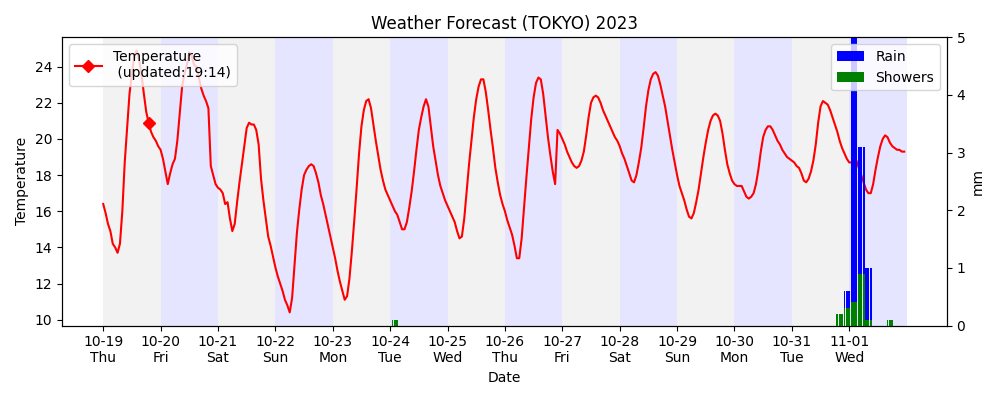 Weather Forecast (TOKYO) 2023
Temperature
(updated:19:14)
Rain
Showers
Temperature
24
22
20
18
16
14
12
10
5
4
3
2
1
0
mm
10-19 10-20 10-21 10-22 10-23 10-24 10-25 10-26 10-27 10-28 10-29 10-30 10-31 11-01
Thu Fri Sat Sun Mon Tue Wed Thu Fri Sat Sun Mon Tue Wed
Date